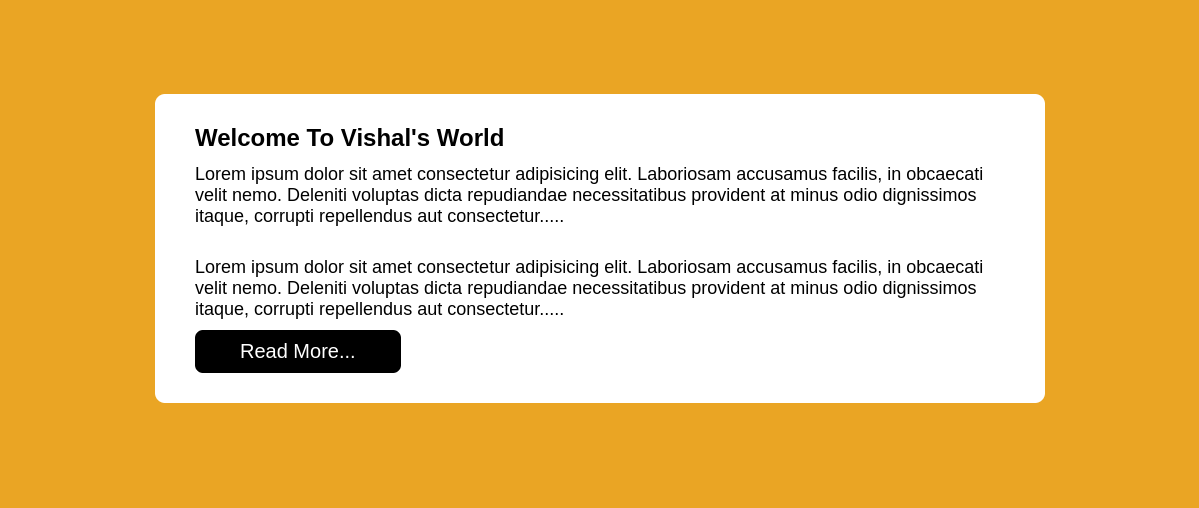 Welcome To Vishal's World
Lorem ipsum dolor sit amet consectetur adipisicing elit. Laboriosam accusamus facilis, in obcaecati
velit nemo. Deleniti voluptas dicta repudiandae necessitatibus provident at minus odio dignissimos
itaque, corrupti repellendus aut consectetur.....
Lorem ipsum dolor sit amet consectetur adipisicing elit. Laboriosam accusamus facilis, in obcaecati
velit nemo. Deleniti voluptas dicta repudiandae necessitatibus provident at minus odio dignissimos
itaque, corrupti repellendus aut consectetur.....
Read More...